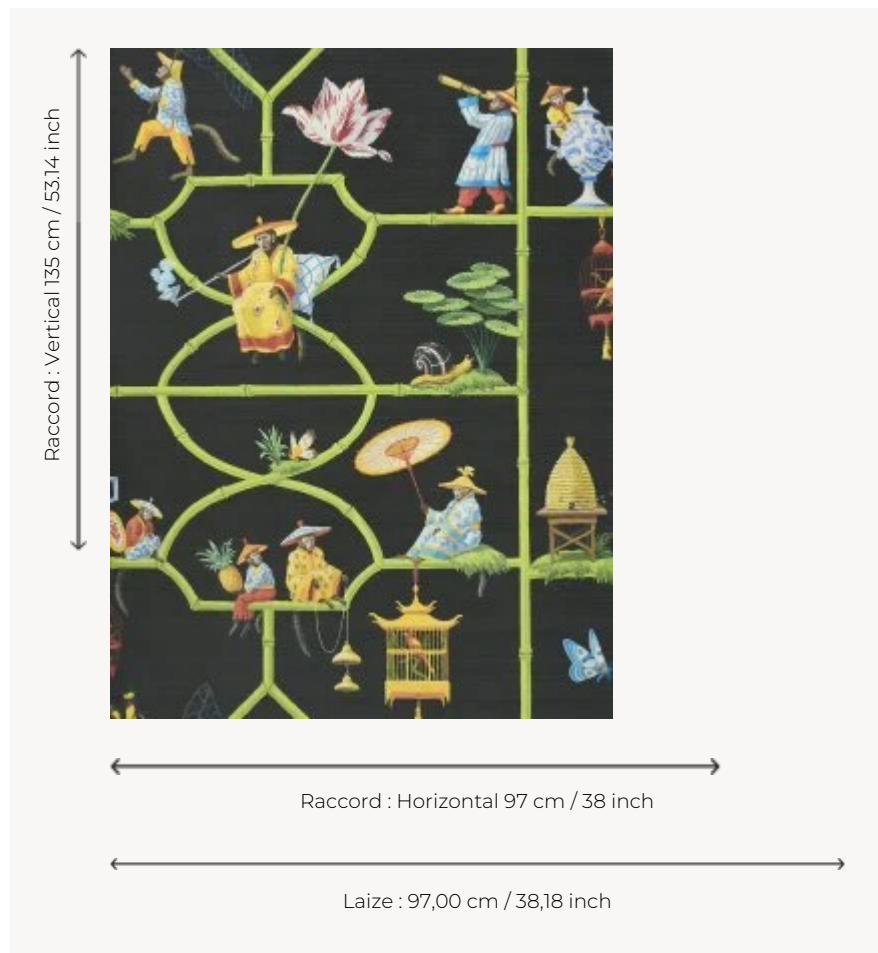 Raccord : Vertical 135 cm / 53.14 inch
Raccord : Horizontal 97 cm / 38 inch
Laize : 97,00 cm / 38,18 inch